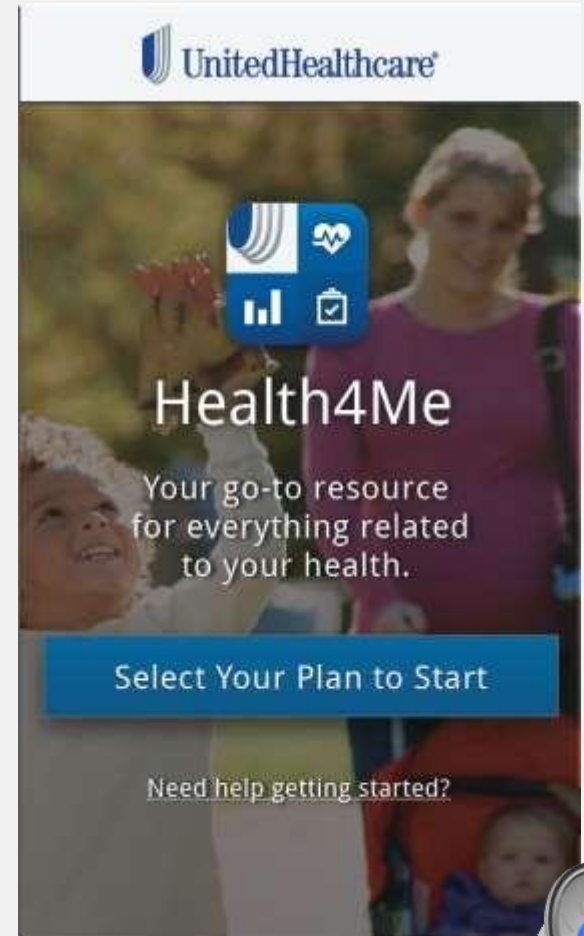 UnitedHealthcare®
Health4Me
Your go-to resource
for everything related
to your health.
Select Your Plan to Start
Need help getting started?